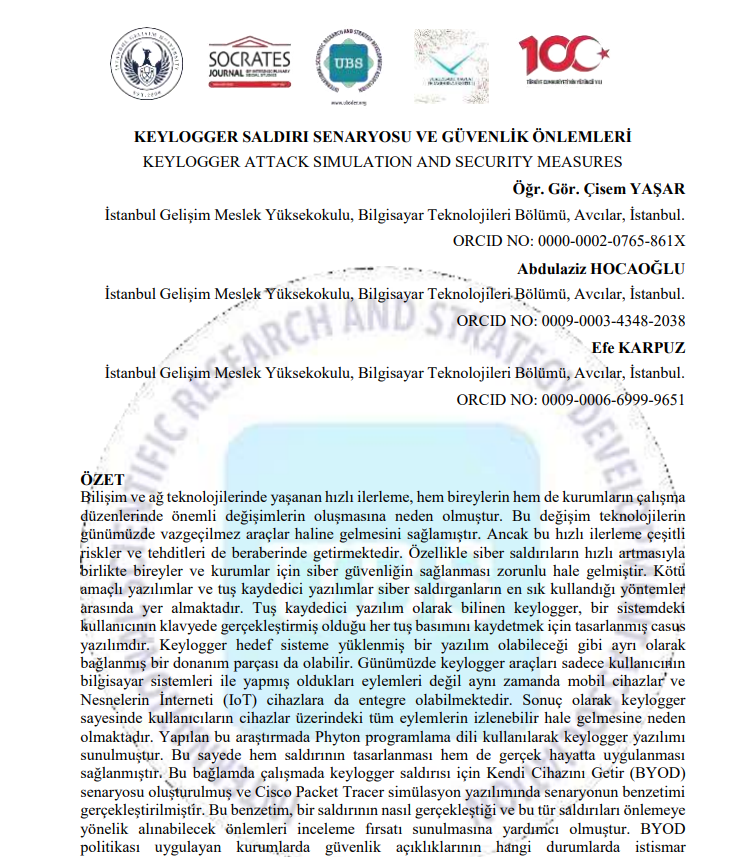 SOCRATES
JOURNAL OF INTERDISCIPLINARY
SOCIAL STUDIES
UBS
www.ubsder.org
100
TÜRKİYE CUMHURİYETİ'NİN YÜZÜNCÜ YILI
KEYLOGGER SALDIRI SENARYOSU VE GÜVENLİK ÖNLEMLERİ
KEYLOGGER ATTACK SIMULATION AND SECURITY MEASURES
Öğr. Gör. Çisem YAŞAR
İstanbul Gelişim Meslek Yüksekokulu, Bilgisayar Teknolojileri Bölümü, Avcılar, İstanbul.
ORCID NO: 0000-0002-0765-861X
Abdulaziz HOCAOĞLU
İstanbul Gelişim Meslek Yüksekokulu, Bilgisayar Teknolojileri Bölümü, Avcılar, İstanbul.
ORCID NO: 0009-0003-4348-2038
Efe KARPUZ
İstanbul Gelişim Meslek Yüksekokulu, Bilgisayar Teknolojileri Bölümü, Avcılar, İstanbul.
ORCID NO: 0009-0006-6999-9651
ÖZET
Bilişim ve ağ teknolojilerinde yaşanan hızlı ilerleme, hem bireylerin hem de kurumların çalışma
düzenlerinde önemli değişimlerin oluşmasına neden olmuştur. Bu değişim teknolojilerin
günümüzde vazgeçilmez araçlar haline gelmesini sağlamıştır. Ancak bu hızlı ilerleme çeşitli
riskler ve tehditleri de beraberinde getirmektedir. Özellikle siber saldırıların hızlı artmasıyla
birlikte bireyler ve kurumlar için siber güvenliğin sağlanması zorunlu hale gelmiştir. Kötü
amaçlı yazılımlar ve tuş kaydedici yazılımlar siber saldırganların en sık kullandığı yöntemler
arasında yer almaktadır. Tuş kaydedici yazılım olarak bilinen keylogger, bir sistemdeki
kullanıcının klavyede gerçekleştirmiş olduğu her tuş basımını kaydetmek için tasarlanmış casus
yazılımdır. Keylogger hedef sisteme yüklenmiş bir yazılım olabileceği gibi ayrı olarak
bağlanmış bir donanım parçası da olabilir. Günümüzde keylogger araçları sadece kullanıcının
bilgisayar sistemleri ile yapmış oldukları eylemleri değil aynı zamanda mobil cihazlar ve
Nesnelerin İnterneti (IoT) cihazlara da entegre olabilmektedir. Sonuç olarak keylogger
sayesinde kullanıcıların cihazlar üzerindeki tüm eylemlerin izlenebilir hale gelmesine neden
olmaktadır. Yapılan bu araştırmada Phyton programlama dili kullanılarak keylogger yazılımı
sunulmuştur. Bu sayede hem saldırının tasarlanması hem de gerçek hayatta uygulanması
sağlanmıştır. Bu bağlamda çalışmada keylogger saldırısı için Kendi Cihazını Getir (BYOD)
senaryosu oluşturulmuş ve Cisco Packet Tracer simülasyon yazılımında senaryonun benzetimi
gerçekleştirilmiştir. Bu benzetim, bir saldırının nasıl gerçekleştiği ve bu tür saldırıları önlemeye
yönelik alınabilecek önlemleri inceleme fırsatı sunulmasına yardımcı olmuştur. BYOD
politikası uygulayan kurumlarda güvenlik açıklıklarının hangi durumlarda istismar